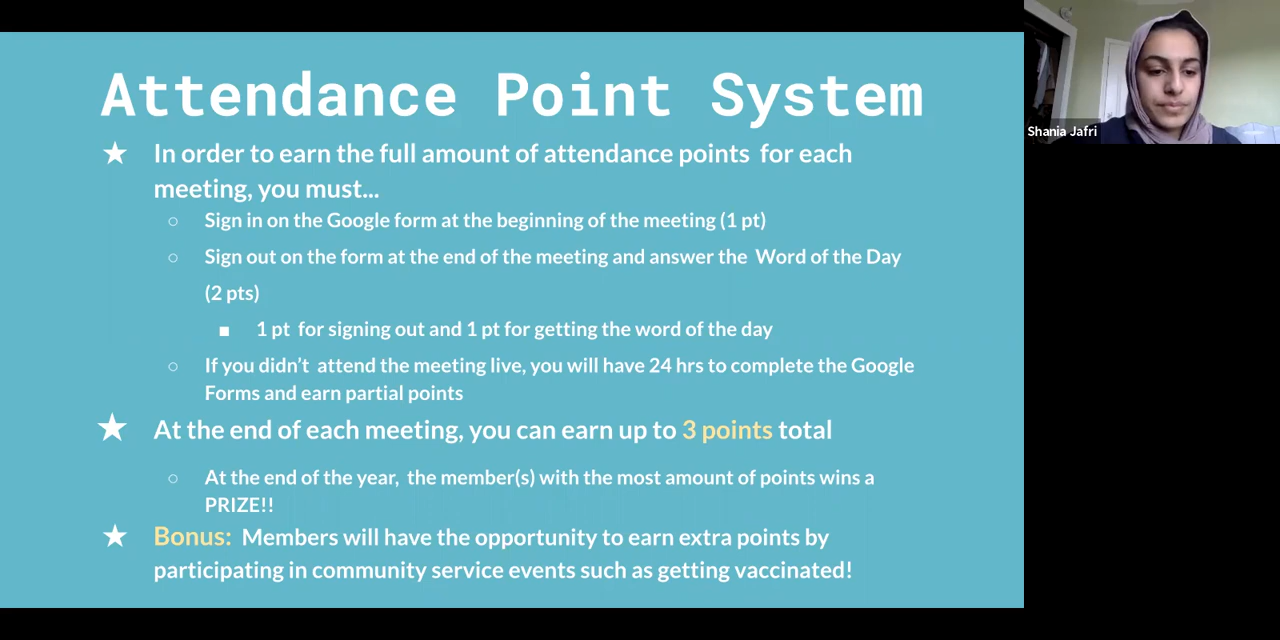 Attendance Point System
★ In order to earn the full amount of attendance points for each
meeting, you must...
○ Sign in on the Google form at the beginning of the meeting (1 pt)
○ Sign out on the form at the end of the meeting and answer the Word of the Day
(2 pts)
■ 1 pt for signing out and 1 pt for getting the word of the day
○ If you didn't attend the meeting live, you will have 24 hrs to complete the Google
Forms and earn partial points
★ At the end of each meeting, you can earn up to 3 points total
○ At the end of the year, the member(s) with the most amount of points wins a
PRIZE!!
★ Bonus: Members will have the opportunity to earn extra points by
participating in community service events such as getting vaccinated!
Shania Jafri